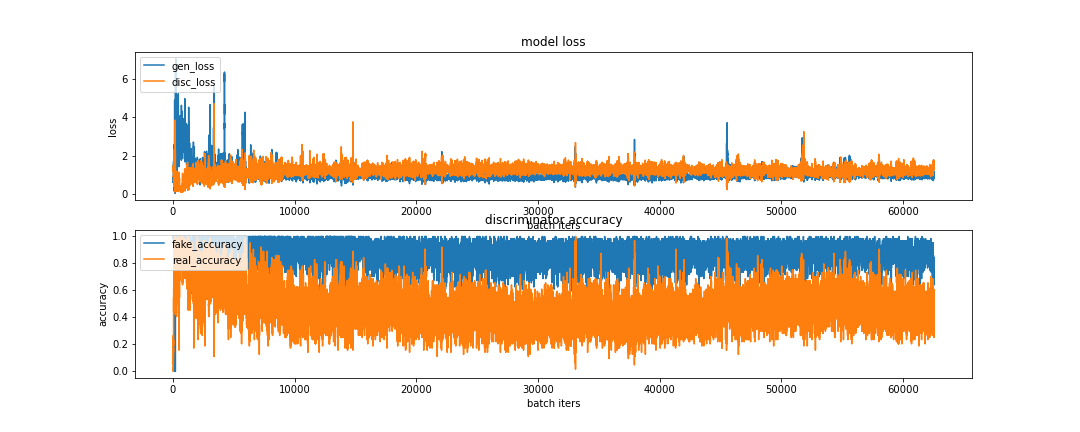 model loss
gen_loss
disc_loss
6
4
2
0
loss
0 10000 20000 30000 40000 50000 60000
batch iters
discriminator accuracy
fake_accuracy
real_accuracy
1.0
0.8
0.6
0.4
0.2
0.0
accuracy
0 10000 20000 30000 40000 50000 60000
batch iters